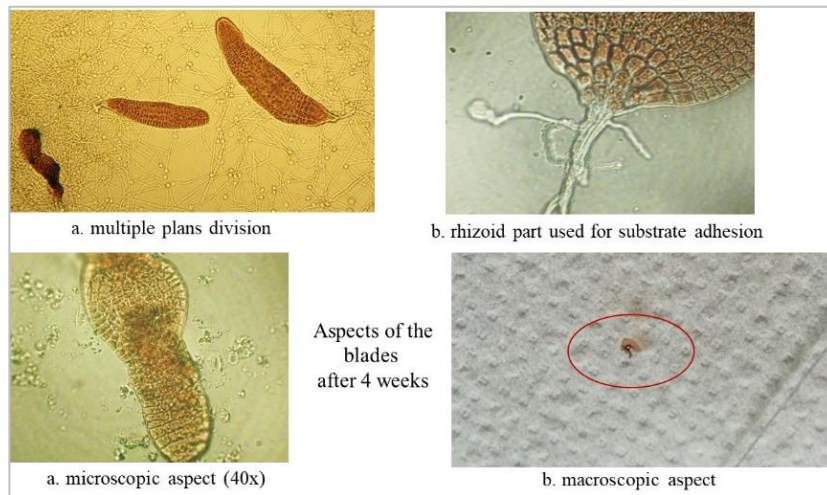 a. multiple plans division
b. rhizoid part used for substrate adhesion
Aspects of the
blades
after 4 weeks
a. microscopic aspect (40x)
b. macroscopic aspect